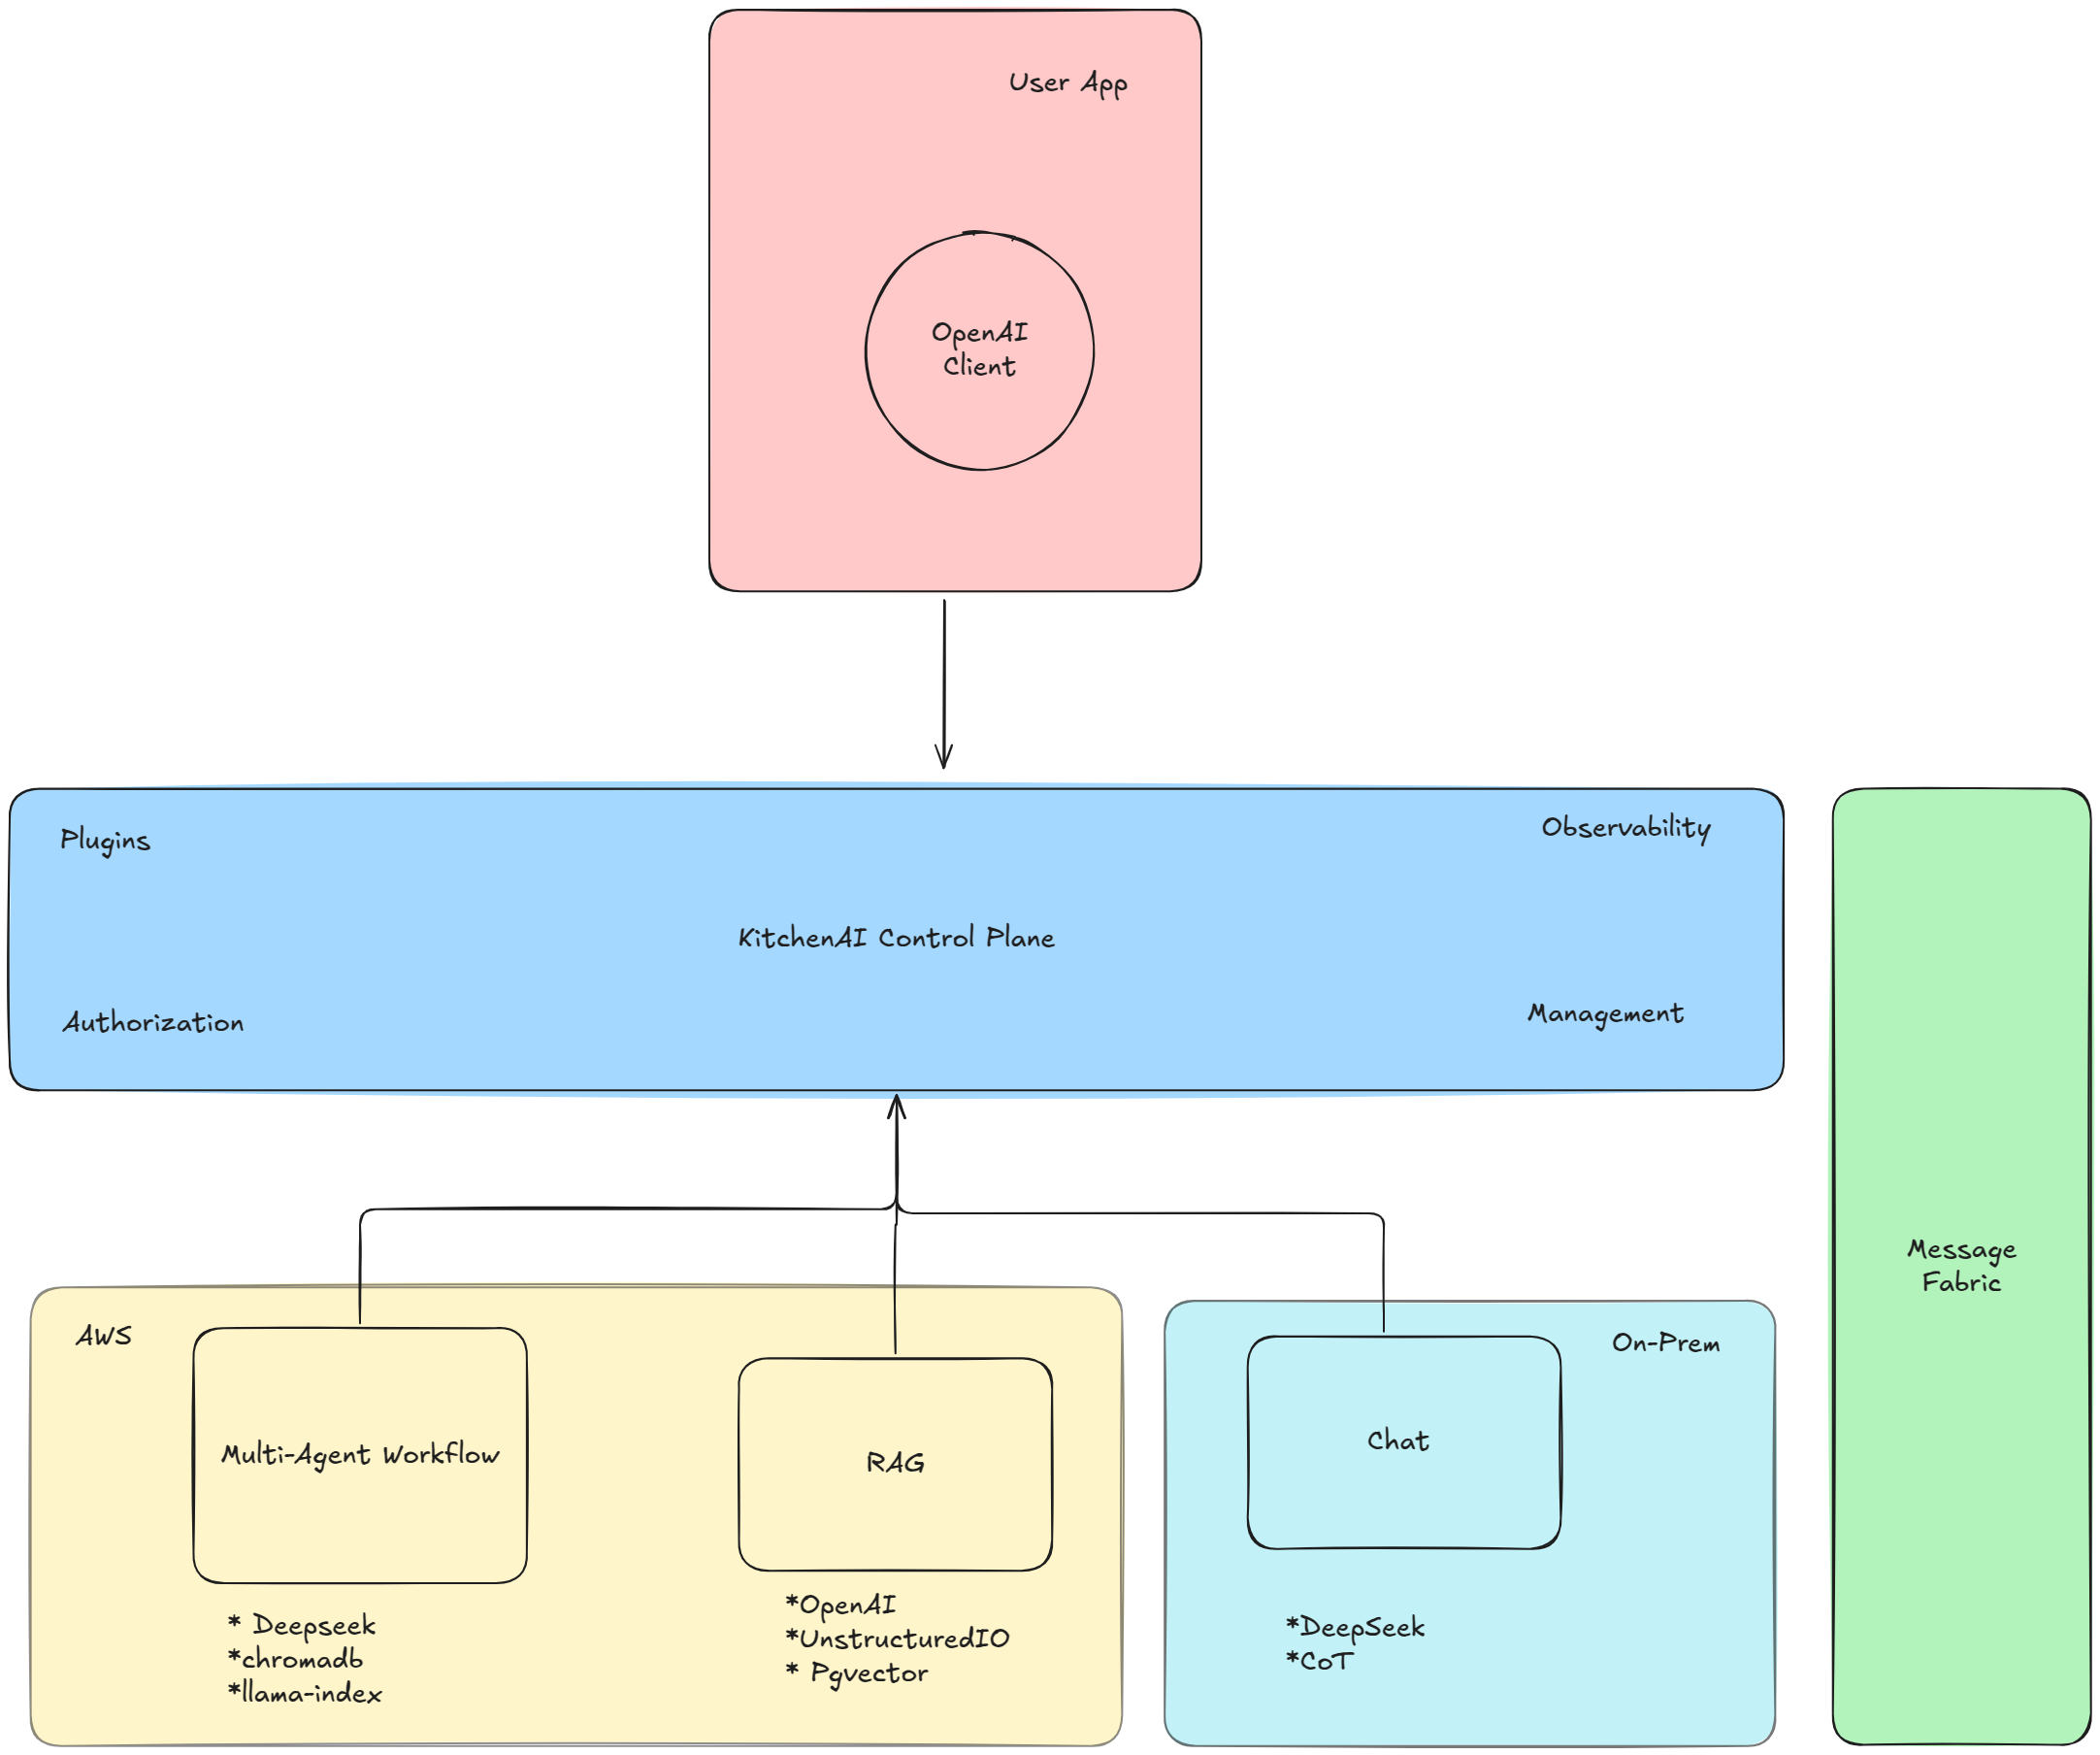 User App
OpenAI
Client
Plugins
Observability
KitchenAI Control Plane
Authorization
Management
Message
Fabric
AWS
Multi-Agent Workflow
* Deepseek
*chromadb
*llama-index
RAG
*OpenAI
*UnstructuredIO
* Pgvector
On-Prem
Chat
*DeepSeek
*CoT